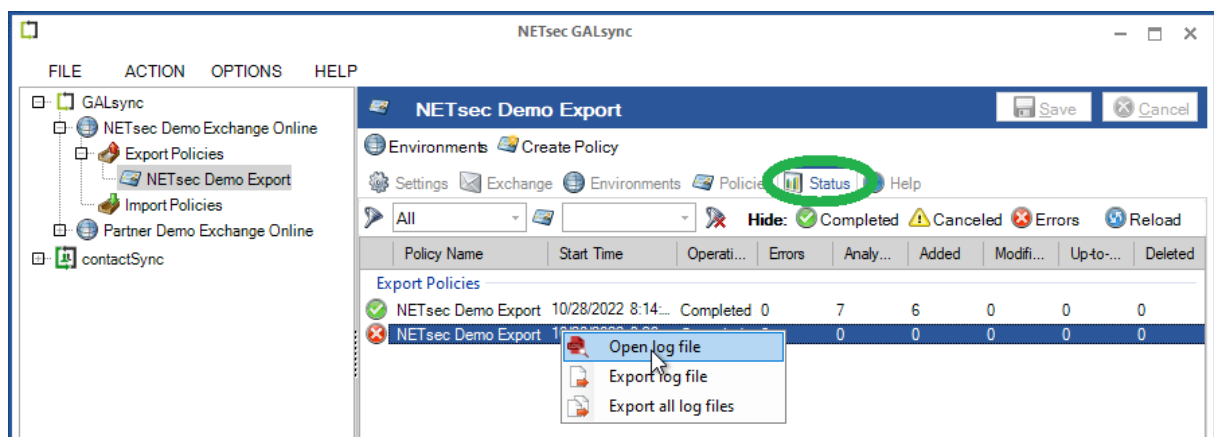 NETsec GALsync
FILE ACTION OPTIONS HELP
GALsync
NETsec Demo Exchange Online
Export Policies
NETsec Demo Export
Import Policies
Partner Demo Exchange Online
contactSync
NETsec Demo Export Save Cancel
Environments Create Policy
Settings Exchange Environments Policie Status Help
All Hide: Completed Canceled Errors Reload
Policy Name Start Time Operati... Errors Analy... Added Modifi... Up-to-... Deleted
Export Policies
NETsec Demo Export 10/28/2022 8:14:... Completed 0 7 6 0 0 0
NETsec Demo Export 0 0 0 0 0
Open log file
Export log file
Export all log files